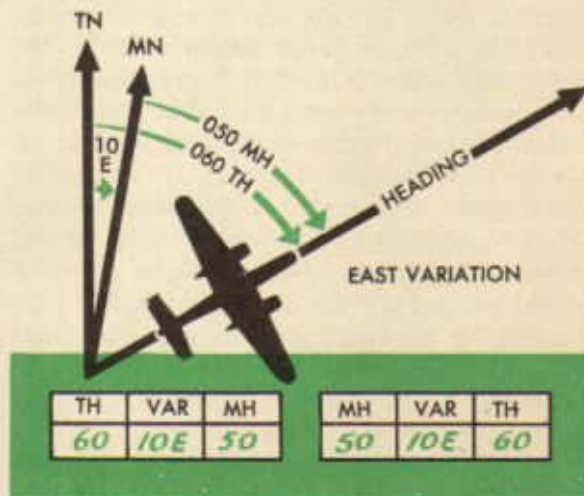 TN
MN
10
E
050 MH
060 TH
HEADING
EAST VARIATION
TH VAR MH
60 10E 50
MH VAR TH
50 10E 60